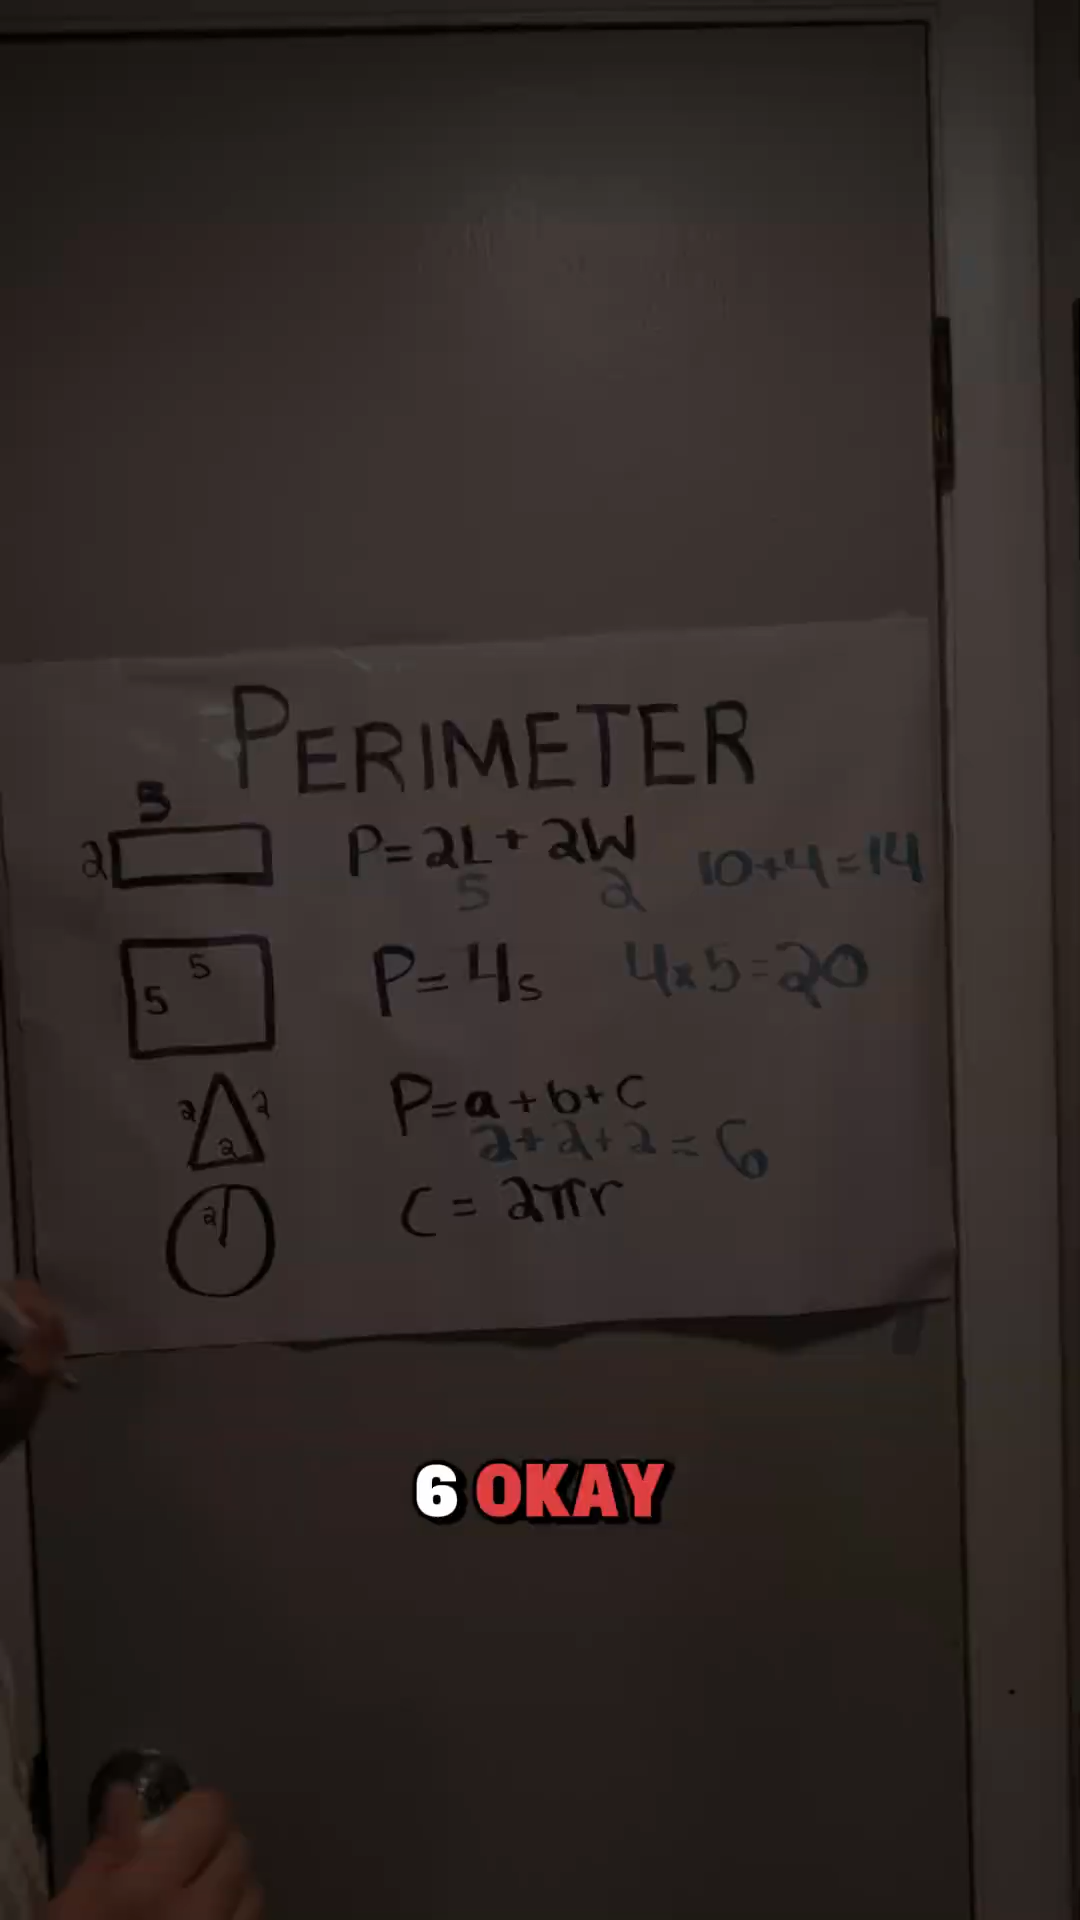 PERIMETER
5
2
P=2L+2W
5 2
10+4=14
5
5
P=4s
4x5=20
2 2
2
P=a+b+c
2+2+2=6
2
C=2πr
6 OKAY